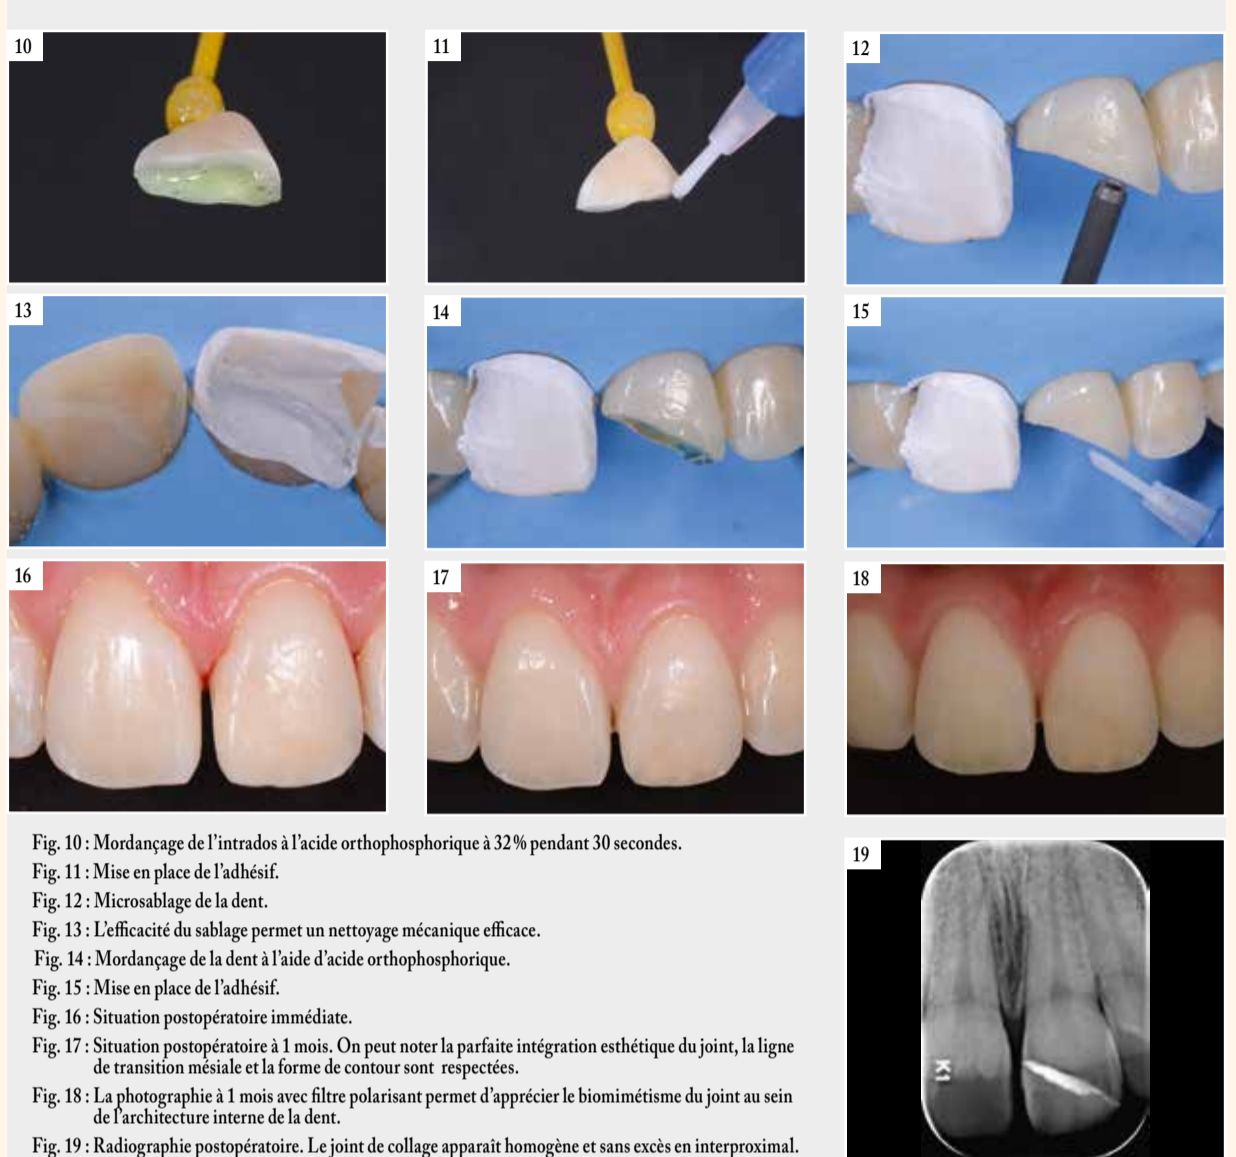 10
11
12
13
14
15
16
17
18
Fig. 10 : Mordançage de l'intrados à l'acide orthophosphorique à 32 % pendant 30 secondes.
Fig. 11 : Mise en place de l'adhésif.
Fig. 12 : Microsablage de la dent.
Fig. 13 : L'efficacité du sablage permet un nettoyage mécanique efficace.
Fig. 14 : Mordançage de la dent à l'aide d'acide orthophosphorique.
Fig. 15 : Mise en place de l'adhésif.
Fig. 16 : Situation postopératoire immédiate.
Fig. 17 : Situation postopératoire à 1 mois. On peut noter la parfaite intégration esthétique du joint, la ligne
de transition mésiale et la forme de contour sont respectées.
Fig. 18 : La photographie à 1 mois avec filtre polarisant permet d'apprécier le biomimétisme du joint au sein
de l'architecture interne de la dent.
Fig. 19 : Radiographie postopératoire. Le joint de collage apparaît homogène et sans excès en interproximal.
19
K1